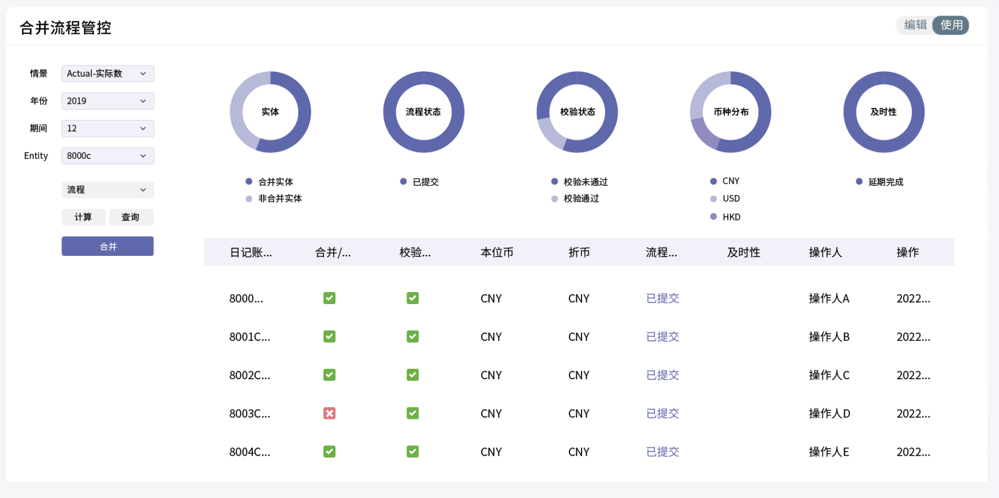 合并流程管控
编辑 使用
情景 Actual-实际数
年份 2019
期间 12
Entity 8000c
流程
计算 查询
合并
实体
合并实体
非合并实体
流程状态
已提交
校验状态
校验未通过
校验通过
币种分布
CNY
USD
HKD
及时性
延期完成
日记账... 合并/... 校验... 本位币 折币 流程... 及时性 操作人 操作
8000... CNY CNY 已提交 操作人A 2022...
8001C... CNY CNY 已提交 操作人B 2022...
8002C... CNY CNY 已提交 操作人C 2022...
8003C... CNY CNY 已提交 操作人D 2022...
8004C... CNY CNY 已提交 操作人E 2022...